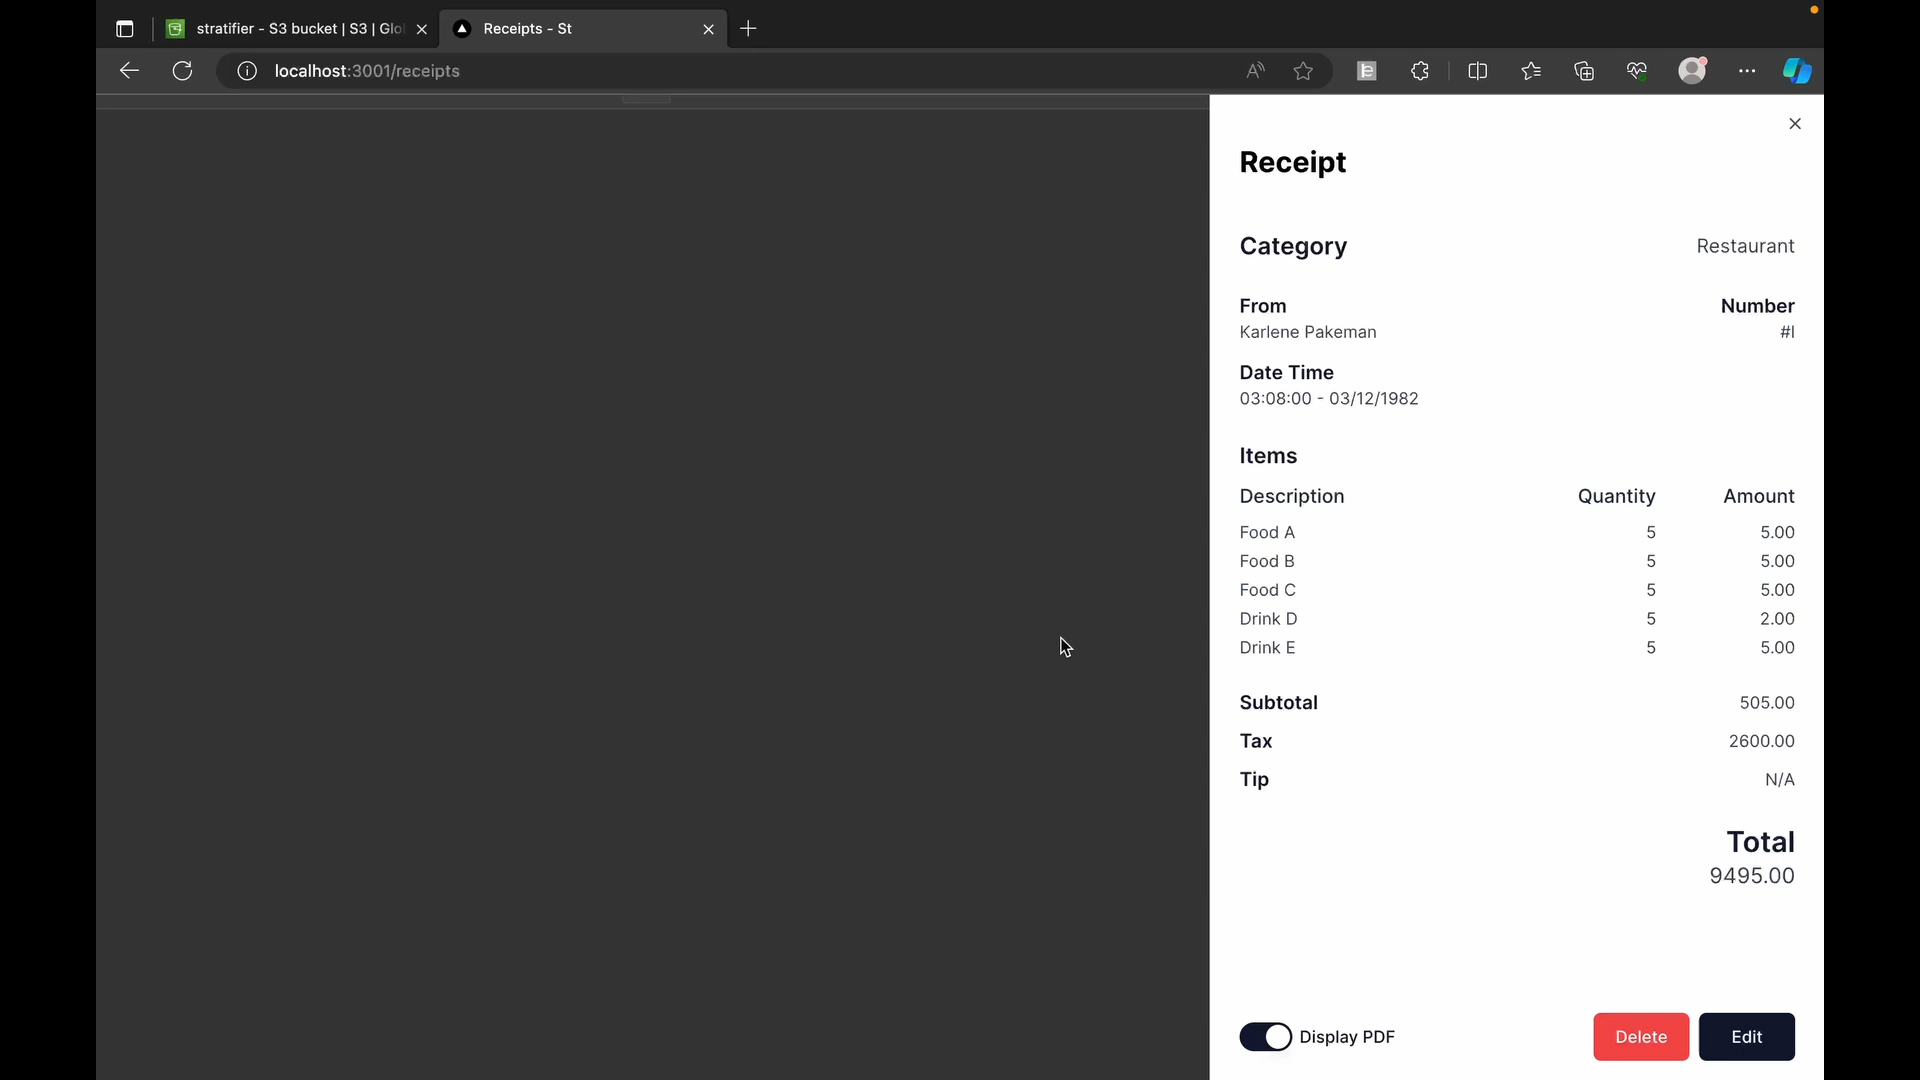 stratifier - S3 bucket | S3 | Glo
Receipts - St
localhost:3001/receipts
Receipt
Category Restaurant
From Number
Karlene Pakeman #I
Date Time
03:08:00 - 03/12/1982
Items
Description Quantity Amount
Food A 5 5.00
Food B 5 5.00
Food C 5 5.00
Drink D 5 2.00
Drink E 5 5.00
Subtotal 505.00
Tax 2600.00
Tip N/A
Total
9495.00
Display PDF Delete Edit